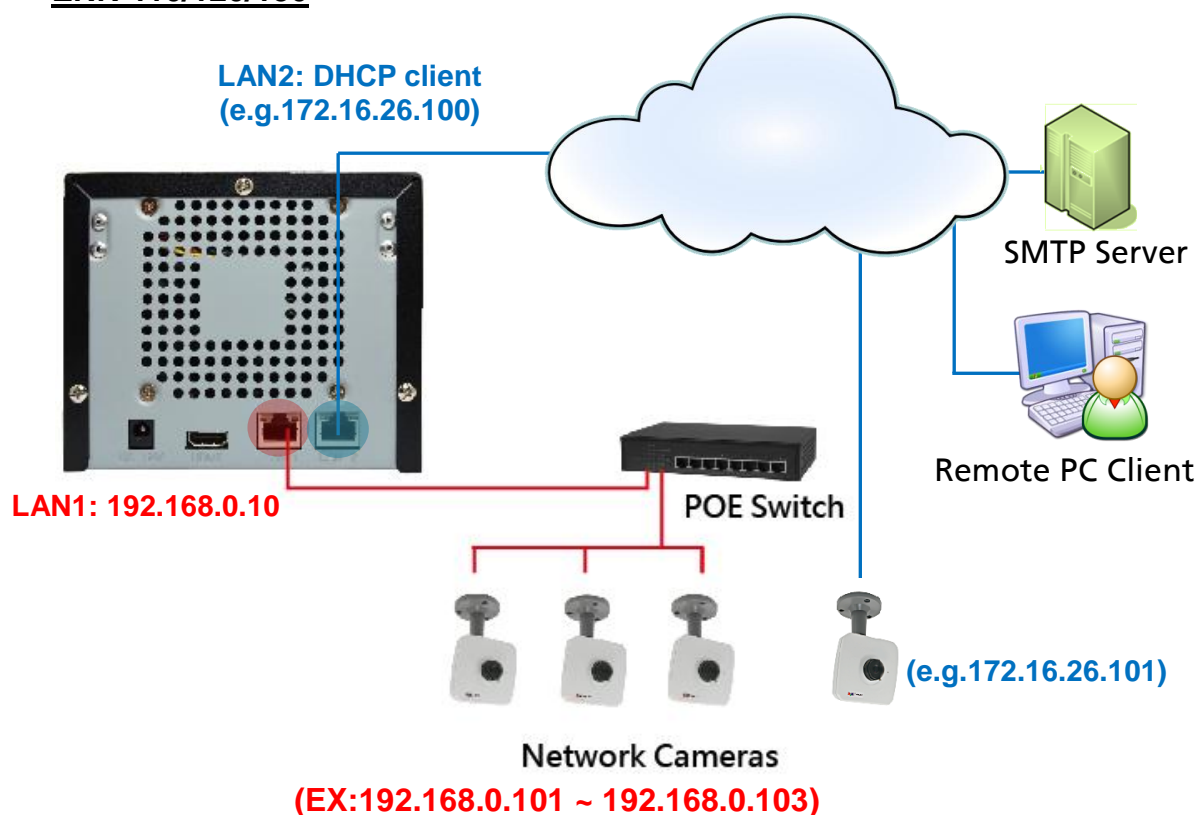 LAN2: DHCP client
(e.g.172.16.26.100)
SMTP Server
Remote PC Client
LAN1: 192.168.0.10
POE Switch
(e.g.172.16.26.101)
Network Cameras
(EX:192.168.0.101 ~ 192.168.0.103)